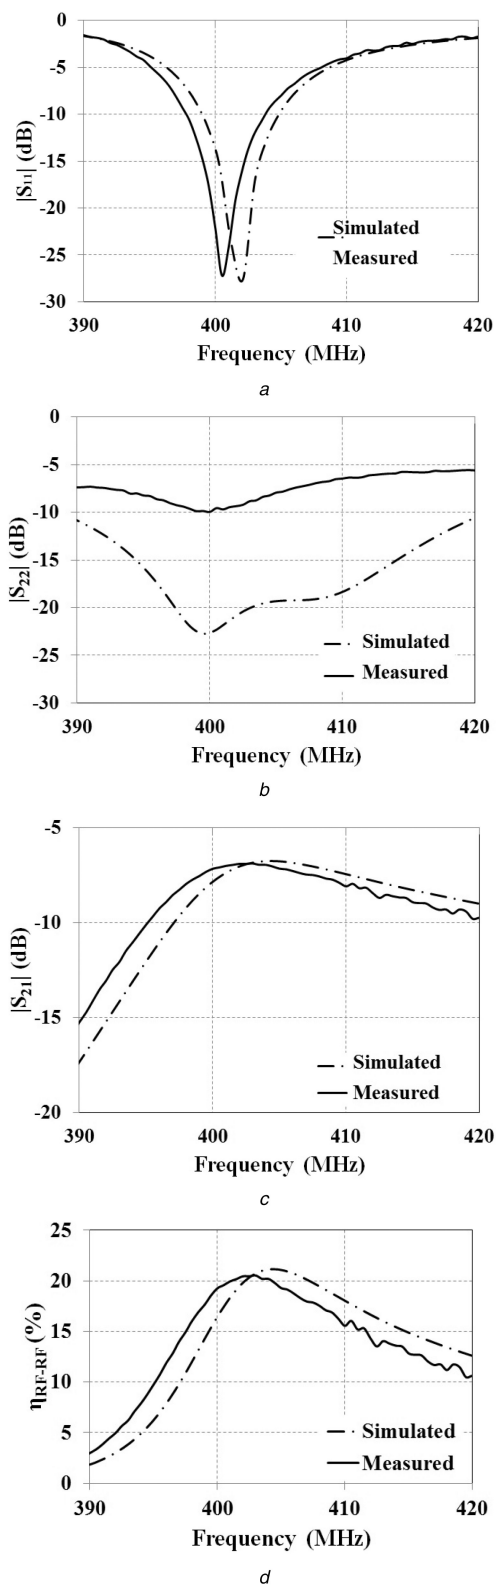 0
-5
-10
-15
-20
-25
-30
|S₁₁| (dB)
Simulated
Measured
390 400 410 420
Frequency (MHz)
a
0
-5
-10
-15
-20
-25
-30
|S₂₂| (dB)
Simulated
Measured
390 400 410 420
Frequency (MHz)
b
-5
-10
-15
-20
|S₂₁| (dB)
Simulated
Measured
390 400 410 420
Frequency (MHz)
c
25
20
15
10
5
0
η_RF-RF (%)
Simulated
Measured
390 400 410 420
Frequency (MHz)
d